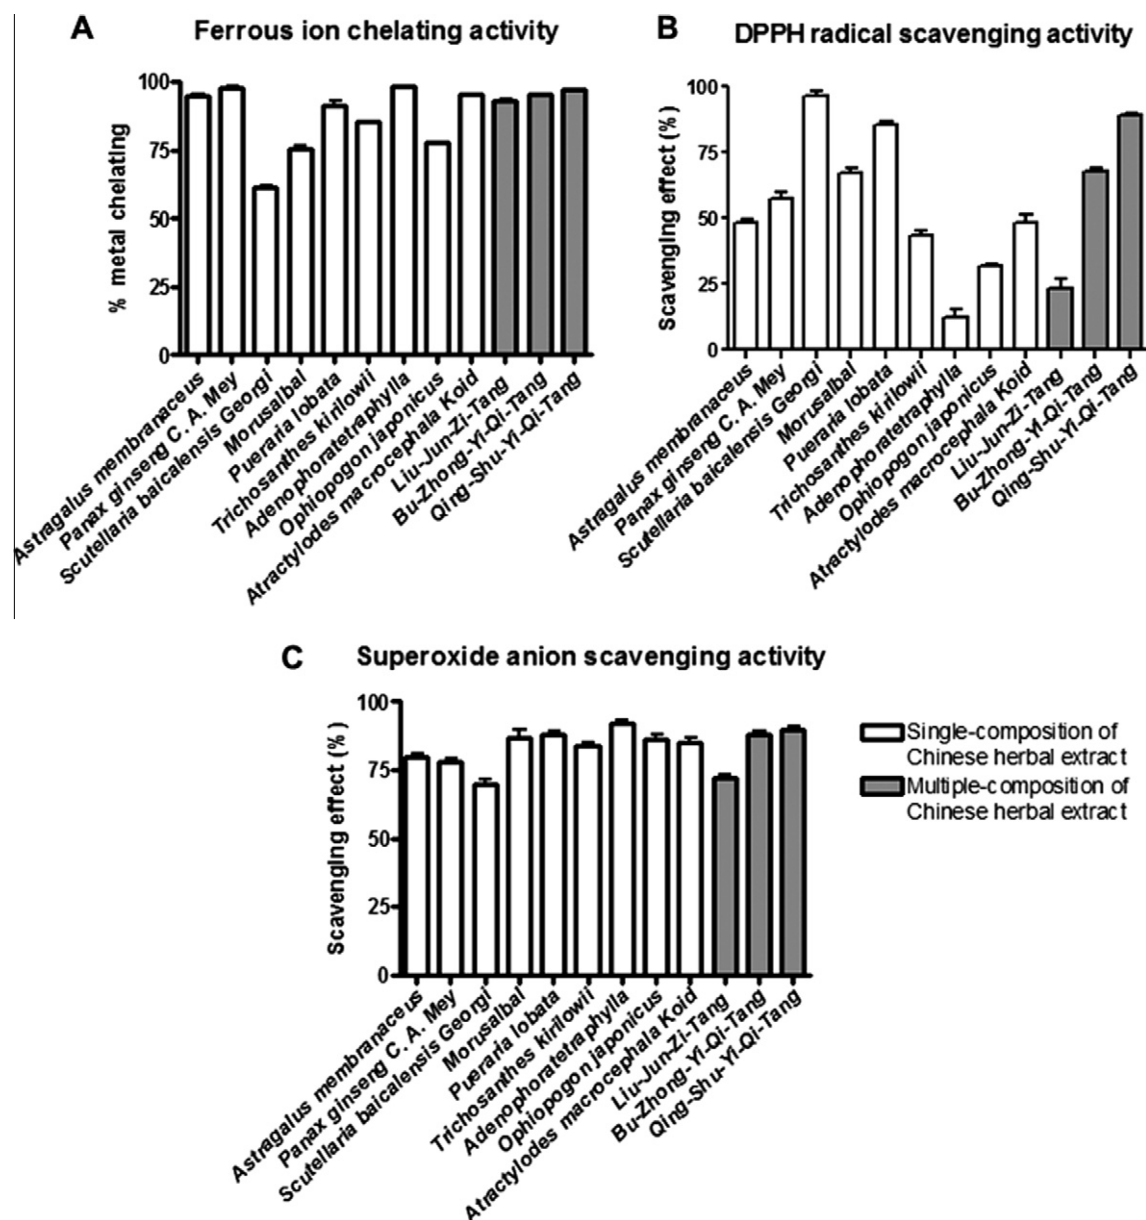 A Ferrous ion chelating activity
% metal chelating
100
75
50
25
0
Astragalus membranaceus
Panax ginseng C. A. Mey
Scutellaria baicalensis Georgi
Morusalbal
Pueraria lobata
Trichosanthes kirilowii
Adenophoratetraphylla
Ophiopogon japonicus
Atractylodes macrocephala Koid
Liu-Jun-Zi-Tang
Bu-Zhong-Yi-Qi-Tang
Qing-Shu-Yi-Qi-Tang
B DPPH radical scavenging activity
Scavenging effect (%)
100
75
50
25
0
Astragalus membranaceus
Panax ginseng C. A. Mey
Scutellaria baicalensis Georgi
Morusalbal
Pueraria lobata
Trichosanthes kirilowii
Adenophoratetraphylla
Ophiopogon japonicus
Atractylodes macrocephala Koid
Liu-Jun-Zi-Tang
Bu-Zhong-Yi-Qi-Tang
Qing-Shu-Yi-Qi-Tang
C Superoxide anion scavenging activity
Scavenging effect (%)
100
75
50
25
0
Astragalus membranaceus
Panax ginseng C. A. Mey
Scutellaria baicalensis Georgi
Morusalbal
Pueraria lobata
Trichosanthes kirilowii
Adenophoratetraphylla
Ophiopogon japonicus
Atractylodes macrocephala Koid
Liu-Jun-Zi-Tang
Bu-Zhong-Yi-Qi-Tang
Qing-Shu-Yi-Qi-Tang
Single-composition of
Chinese herbal extract
Multiple-composition of
Chinese herbal extract